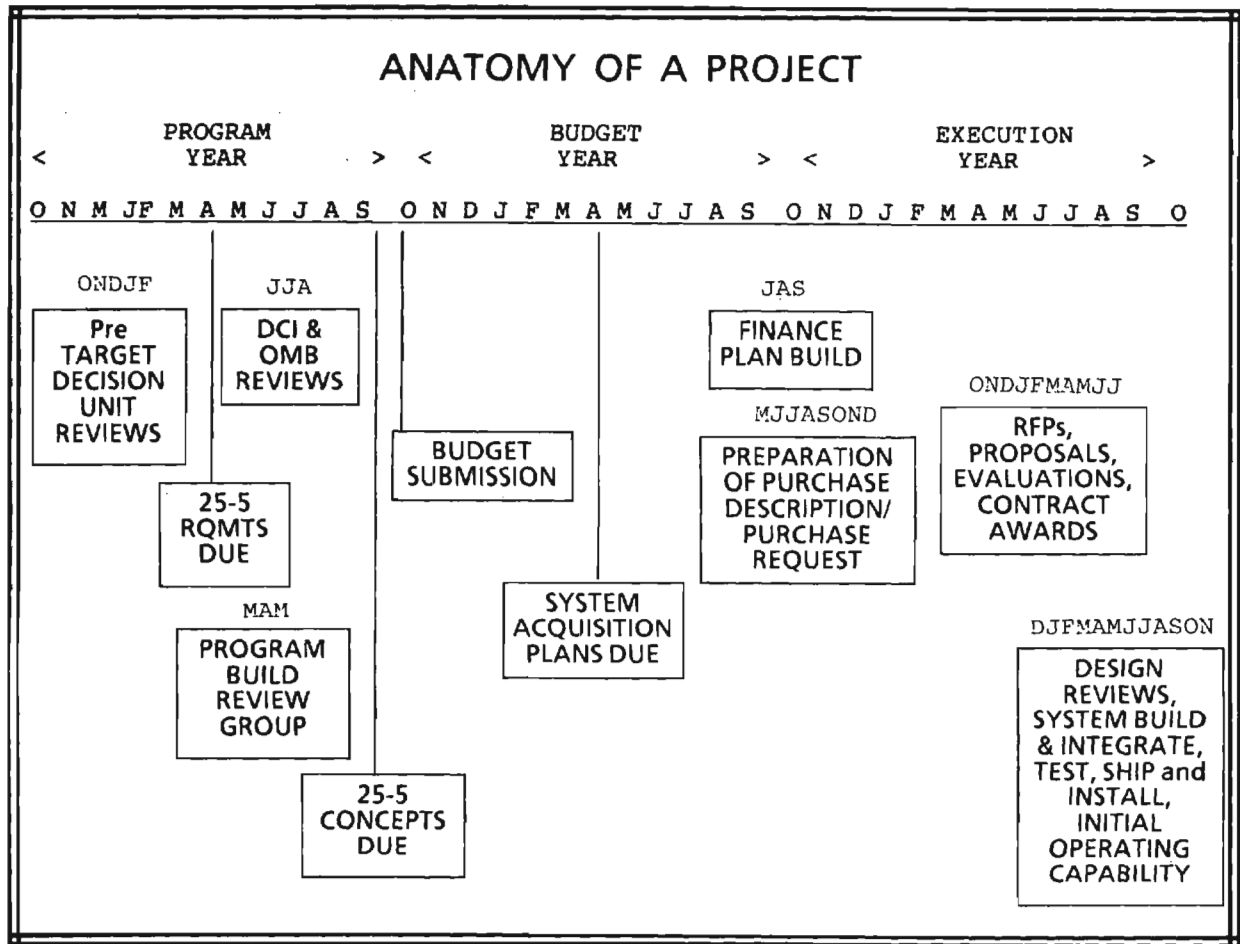 ANATOMY OF A PROJECT
PROGRAM
< YEAR >
BUDGET
< YEAR >
EXECUTION
< YEAR >
O N M JF M A M J J A S O N D J F M A M J J A S O N D J F M A M J J A S O
ONDJF
Pre
TARGET
DECISION
UNIT
REVIEWS
JJA
DCI &
OMB
REVIEWS
25-5
RQMTS
DUE
MAM
PROGRAM
BUILD
REVIEW
GROUP
25-5
CONCEPTS
DUE
BUDGET
SUBMISSION
SYSTEM
ACQUISITION
PLANS DUE
JAS
FINANCE
PLAN BUILD
MJJASOND
PREPARATION
OF PURCHASE
DESCRIPTION/
PURCHASE
REQUEST
ONDJFMAMJJ
RFPs,
PROPOSALS,
EVALUATIONS,
CONTRACT
AWARDS
DJFMAMJJASON
DESIGN
REVIEWS,
SYSTEM BUILD
& INTEGRATE,
TEST, SHIP and
INSTALL,
INITIAL
OPERATING
CAPABILITY